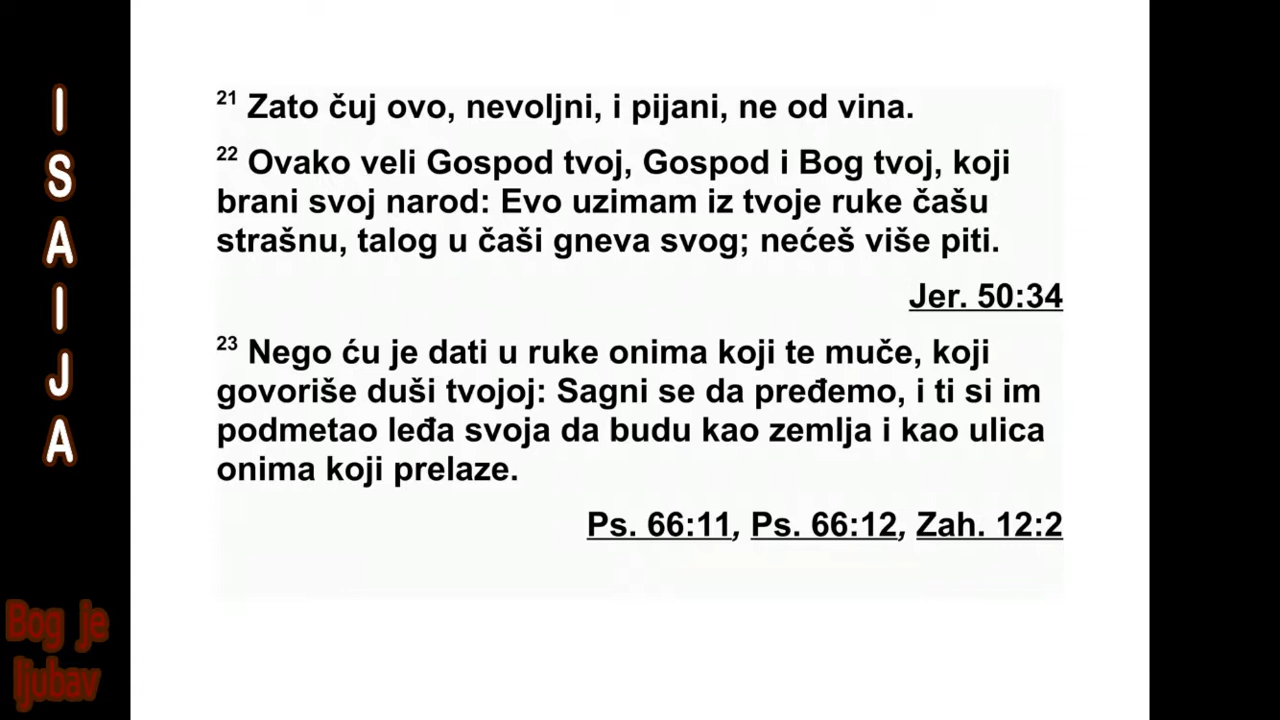 ISAIJA
21 Zato čuj ovo, nevoljni, i pijani, ne od vina.
22 Ovako veli Gospod tvoj, Gospod i Bog tvoj, koji
brani svoj narod: Evo uzimam iz tvoje ruke čašu
strašnu, talog u čaši gneva svog; nećeš više piti.
Jer. 50:34
23 Nego ću je dati u ruke onima koji te muče, koji
govoriše duši tvojoj: Sagni se da pređemo, i ti si im
podmetao leđa svoja da budu kao zemlja i kao ulica
onima koji prelaze.
Ps. 66:11, Ps. 66:12, Zah. 12:2
Bog je
ljubav